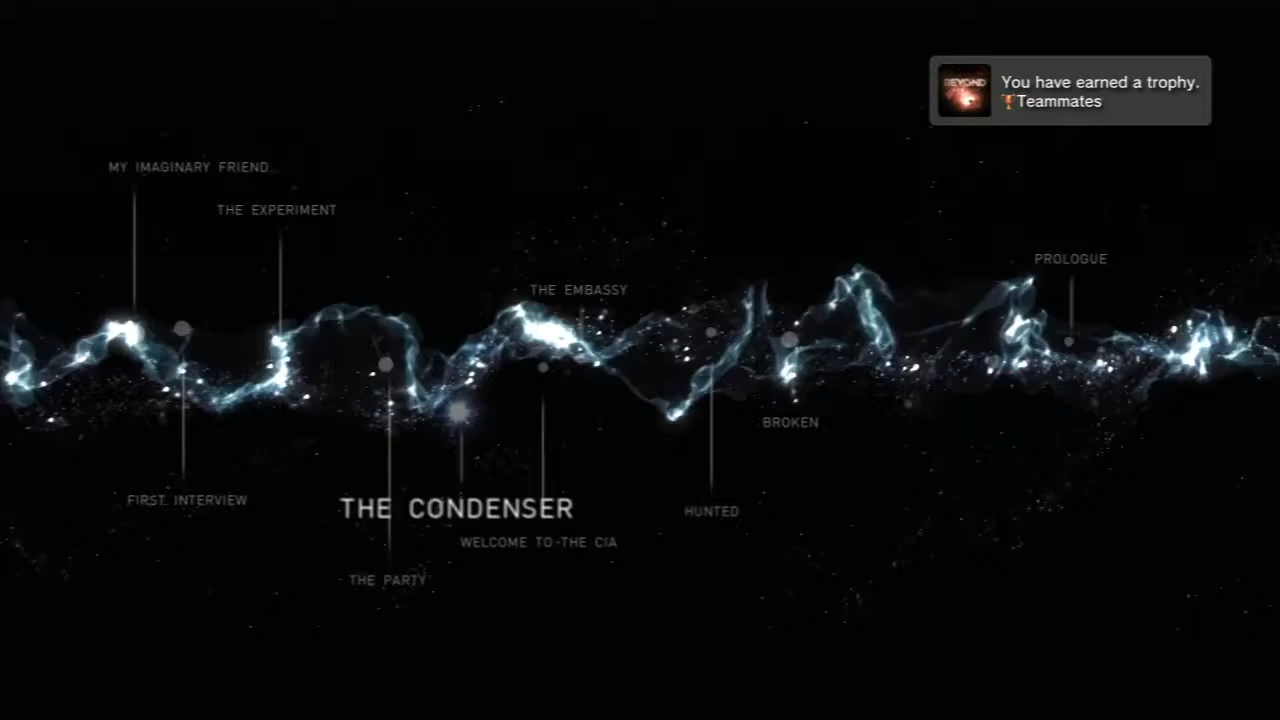 BEYOND
You have earned a trophy.
Teammates
MY IMAGINARY FRIEND...
THE EXPERIMENT
PROLOGUE
THE EMBASSY
BROKEN
FIRST INTERVIEW
THE CONDENSER
HUNTED
WELCOME TO THE CIA
THE PARTY